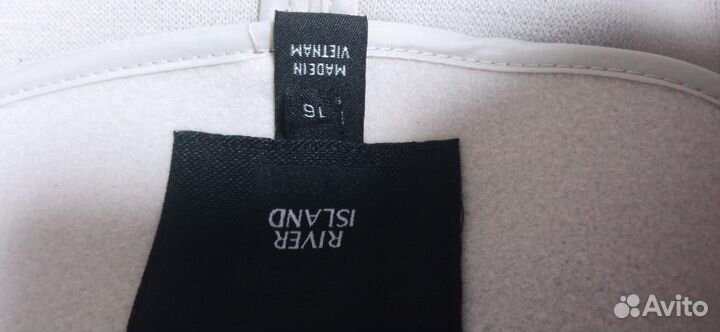 RIVER
ISLAND
16
MADE IN
VIETNAM
Avito